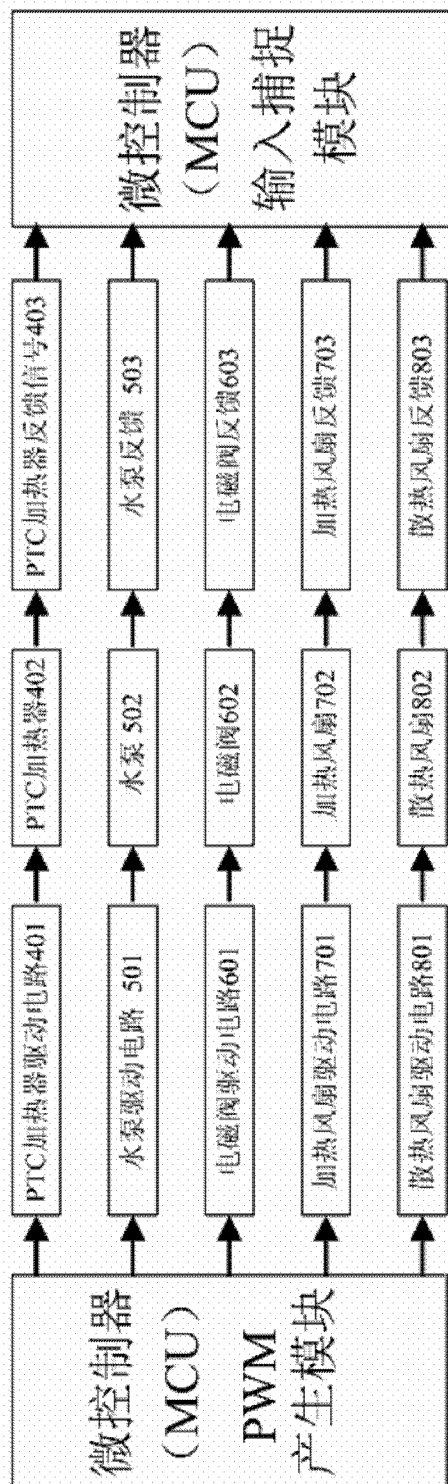 微控制器
（MCU）
PWM
产生模块
PTC加热器驱动电路401
PTC加热器402
PTC加热器反馈信号403
水泵驱动电路 501
水泵 502
水泵反馈 503
电磁阀驱动电路601
电磁阀602
电磁阀反馈603
加热风扇驱动电路701
加热风扇702
加热风扇反馈703
散热风扇驱动电路801
散热风扇802
散热风扇反馈803
微控制器
（MCU）
输入捕捉
模块